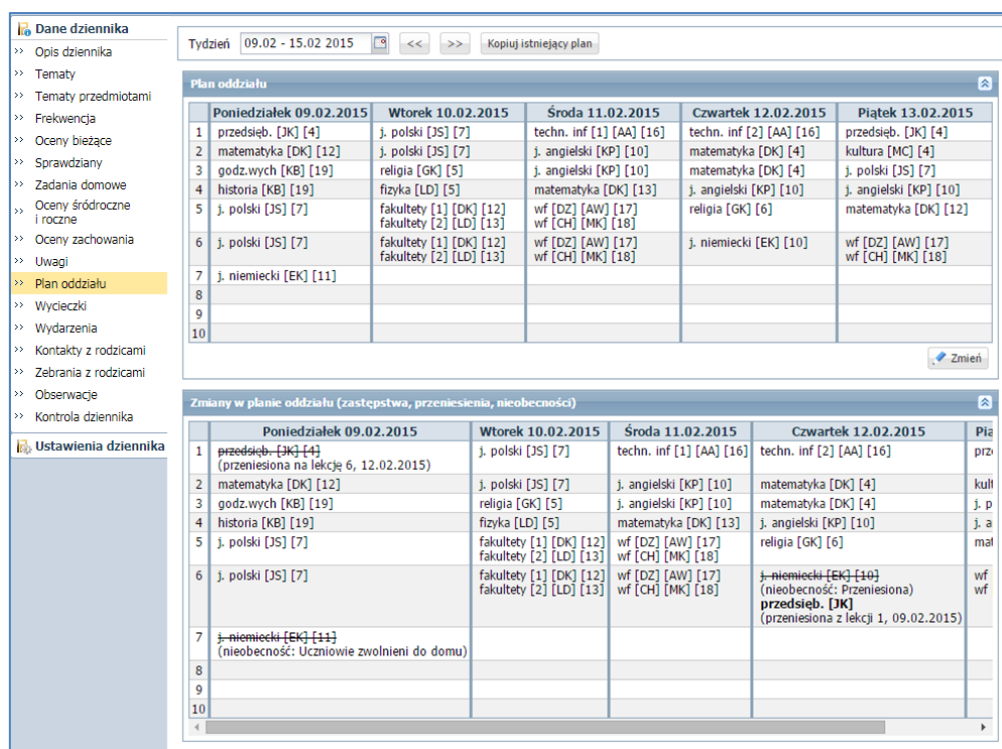 Dane dziennika
>> Opis dziennika
>> Tematy
>> Tematy przedmiotami
>> Frekwencja
>> Oceny bieżące
>> Sprawdziany
>> Zadania domowe
>> Oceny śródroczne
i roczne
>> Oceny zachowania
>> Uwagi
>> Plan oddziału
>> Wycieczki
>> Wydarzenia
>> Kontakty z rodzicami
>> Zebrania z rodzicami
>> Obserwacje
>> Kontrola dziennika
Ustawienia dziennika
Tydzień 09.02 - 15.02 2015 << >> Kopiuj istniejący plan
Plan oddziału
Poniedziałek 09.02.2015 Wtorek 10.02.2015 Środa 11.02.2015 Czwartek 12.02.2015 Piątek 13.02.2015
1 przedsięb. [JK] [4] j. polski [JS] [7] techn. inf [1] [AA] [16] techn. inf [2] [AA] [16] przedsięb. [JK] [4]
2 matematyka [DK] [12] j. polski [JS] [7] j. angielski [KP] [10] matematyka [DK] [4] kultura [MC] [4]
3 godz.wych [KB] [19] religia [GK] [5] j. angielski [KP] [10] matematyka [DK] [4] j. polski [JS] [7]
4 historia [KB] [19] fizyka [LD] [5] matematyka [DK] [13] j. angielski [KP] [10] j. angielski [KP] [10]
5 j. polski [JS] [7] fakultety [1] [DK] [12] wf [DZ] [AW] [17] religia [GK] [6] matematyka [DK] [12]
fakultety [2] [LD] [13] wf [CH] [MK] [18]
6 j. polski [JS] [7] fakultety [1] [DK] [12] wf [DZ] [AW] [17] j. niemiecki [EK] [10] wf [DZ] [AW] [17]
fakultety [2] [LD] [13] wf [CH] [MK] [18] wf [CH] [MK] [18]
7 j. niemiecki [EK] [11]
8
9
10
Zmień
Zmiany w planie oddziału (zastępstwa, przeniesienia, nieobecności)
Poniedziałek 09.02.2015 Wtorek 10.02.2015 Środa 11.02.2015 Czwartek 12.02.2015 Pią
1 przedsięb. [JK] [4] j. polski [JS] [7] techn. inf [1] [AA] [16] techn. inf [2] [AA] [16] prze
(przeniesiona na lekcję 6, 12.02.2015)
2 matematyka [DK] [12] j. polski [JS] [7] j. angielski [KP] [10] matematyka [DK] [4] kult
3 godz.wych [KB] [19] religia [GK] [5] j. angielski [KP] [10] matematyka [DK] [4] j. p
4 historia [KB] [19] fizyka [LD] [5] matematyka [DK] [13] j. angielski [KP] [10] j. a
5 j. polski [JS] [7] fakultety [1] [DK] [12] wf [DZ] [AW] [17] religia [GK] [6] mat
fakultety [2] [LD] [13] wf [CH] [MK] [18]
6 j. polski [JS] [7] fakultety [1] [DK] [12] wf [DZ] [AW] [17] j. niemiecki [EK] [10] wf
fakultety [2] [LD] [13] wf [CH] [MK] [18] (nieobecność: Przeniesiona) wf
przedsięb. [JK]
(przeniesiona z lekcji 1, 09.02.2015)
7 j. niemiecki [EK] [11]
(nieobecność: Uczniowie zwolnieni do domu)
8
9
10